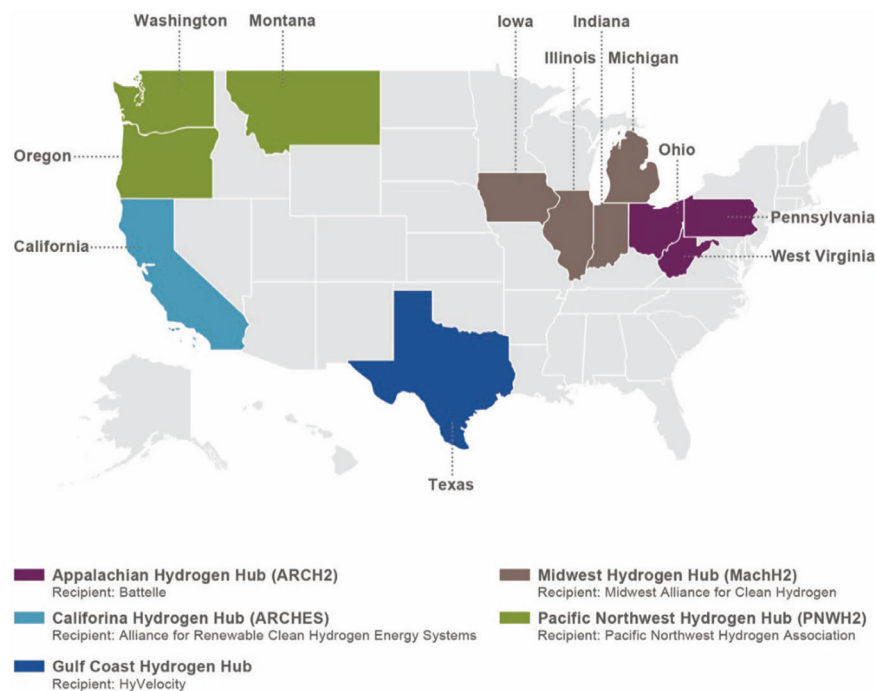 Washington
Montana
Iowa
Indiana
Illinois
Michigan
Oregon
Ohio
California
Pennsylvania
West Virginia
Texas
Appalachian Hydrogen Hub (ARCH2)
Recipient: Battelle
Califorina Hydrogen Hub (ARCHES)
Recipient: Alliance for Renewable Clean Hydrogen Energy Systems
Gulf Coast Hydrogen Hub
Recipient: HyVelocity
Midwest Hydrogen Hub (MachH2)
Recipient: Midwest Alliance for Clean Hydrogen
Pacific Northwest Hydrogen Hub (PNWH2)
Recipient: Pacific Northwest Hydrogen Association